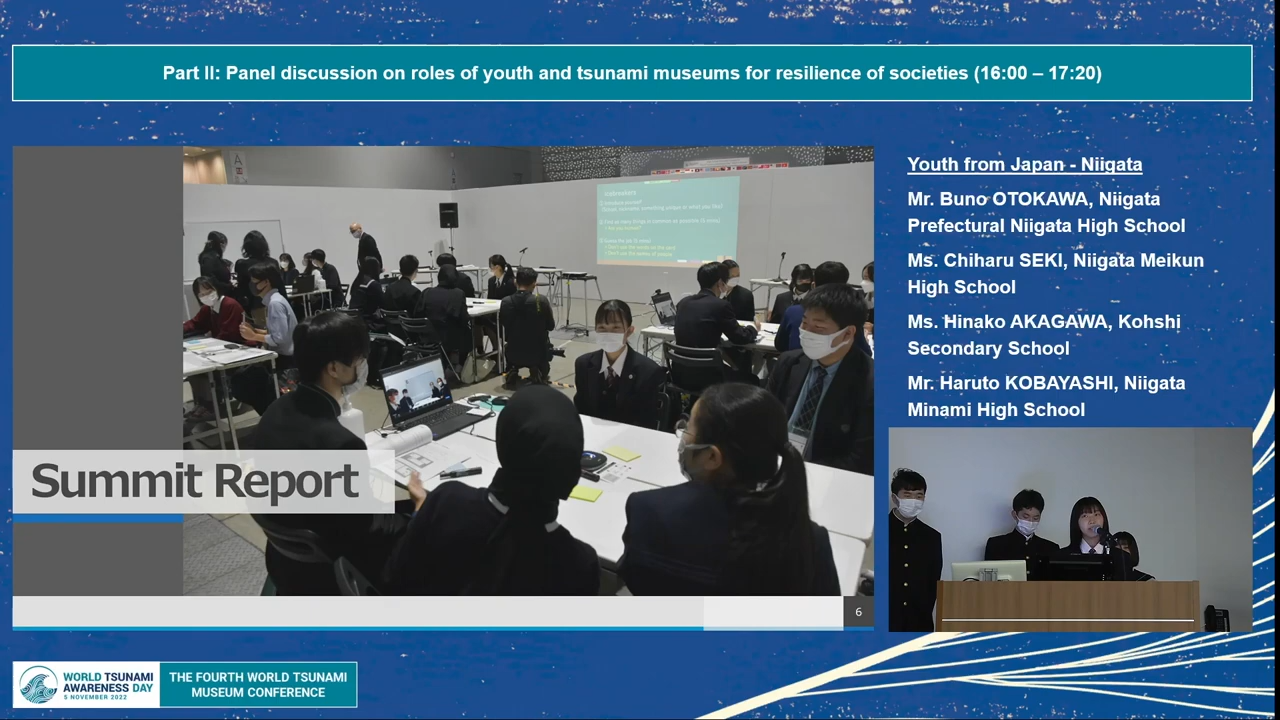 Part II: Panel discussion on roles of youth and tsunami museums for resilience of societies (16:00 – 17:20)
Youth from Japan - Niigata
Mr. Buno OTOKAWA, Niigata
Prefectural Niigata High School
Ms. Chiharu SEKI, Niigata Meikun
High School
Ms. Hinako AKAGAWA, Kohshi
Secondary School
Mr. Haruto KOBAYASHI, Niigata
Minami High School
Icebreakers
Summit Report
6
WORLD TSUNAMI
AWARENESS DAY
5 NOVEMBER 2022
THE FOURTH WORLD TSUNAMI
MUSEUM CONFERENCE